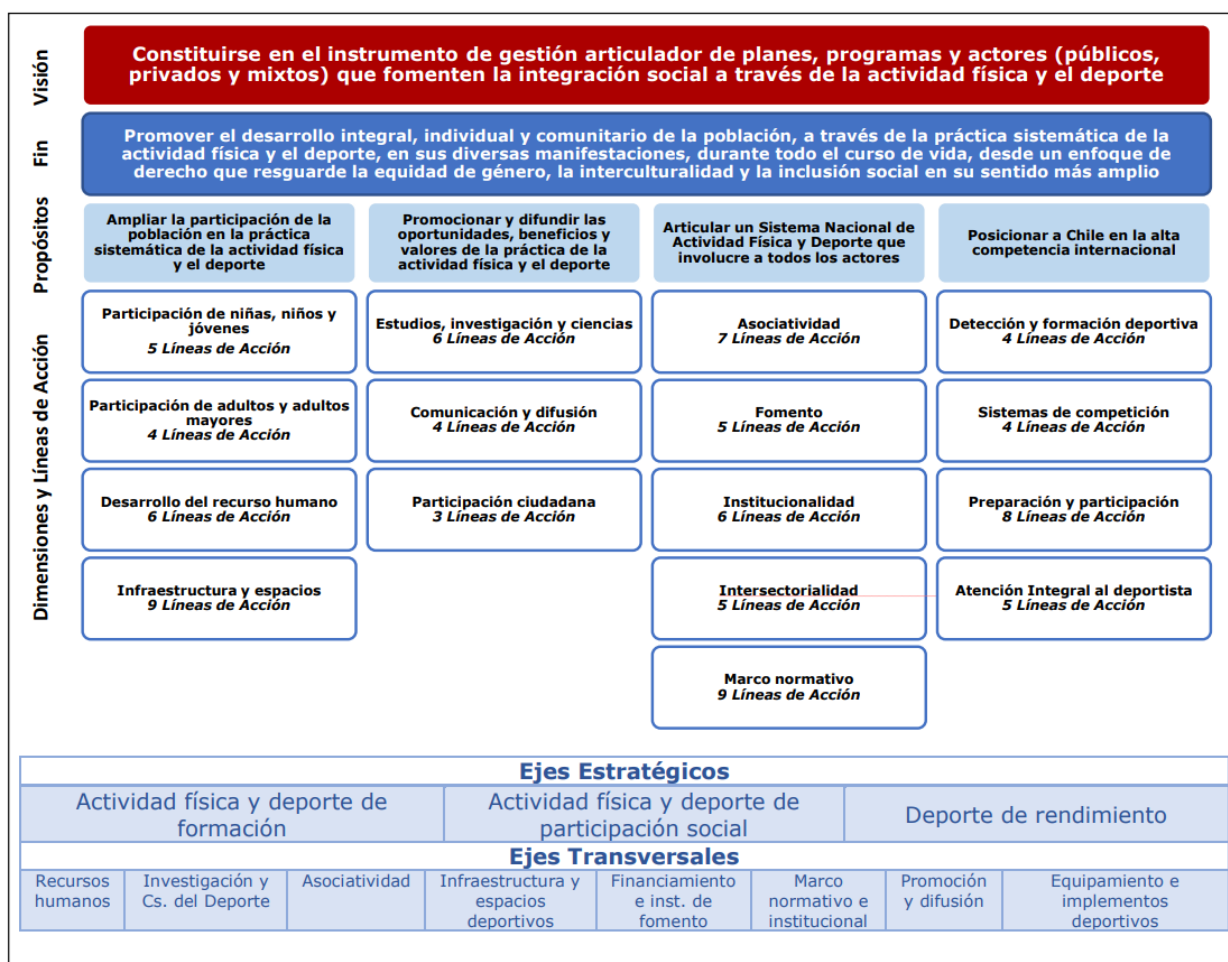 Visión
Constituirse en el instrumento de gestión articulador de planes, programas y actores (públicos,
privados y mixtos) que fomenten la integración social a través de la actividad física y el deporte
Fin
Promover el desarrollo integral, individual y comunitario de la población, a través de la práctica sistemática de la
actividad física y el deporte, en sus diversas manifestaciones, durante todo el curso de vida, desde un enfoque de
derecho que resguarde la equidad de género, la interculturalidad y la inclusión social en su sentido más amplio
Propósitos
Ampliar la participación de la
población en la práctica
sistemática de la actividad física
y el deporte
Promocionar y difundir las
oportunidades, beneficios y
valores de la práctica de la
actividad física y el deporte
Articular un Sistema Nacional de
Actividad Física y Deporte que
involucre a todos los actores
Posicionar a Chile en la alta
competencia internacional
Dimensiones y Líneas de Acción
Participación de niñas, niños y
jóvenes
5 Líneas de Acción
Participación de adultos y adultos
mayores
4 Líneas de Acción
Desarrollo del recurso humano
6 Líneas de Acción
Infraestructura y espacios
9 Líneas de Acción
Estudios, investigación y ciencias
6 Líneas de Acción
Comunicación y difusión
4 Líneas de Acción
Participación ciudadana
3 Líneas de Acción
Asociatividad
7 Líneas de Acción
Fomento
5 Líneas de Acción
Institucionalidad
6 Líneas de Acción
Intersectorialidad
5 Líneas de Acción
Marco normativo
9 Líneas de Acción
Detección y formación deportiva
4 Líneas de Acción
Sistemas de competición
4 Líneas de Acción
Preparación y participación
8 Líneas de Acción
Atención Integral al deportista
5 Líneas de Acción
Ejes Estratégicos
Actividad física y deporte de
formación
Actividad física y deporte de
participación social
Deporte de rendimiento
Ejes Transversales
Recursos
humanos
Investigación y
Cs. del Deporte
Asociatividad
Infraestructura y
espacios
deportivos
Financiamiento
e inst. de
fomento
Marco
normativo e
institucional
Promoción
y difusión
Equipamiento e
implementos
deportivos